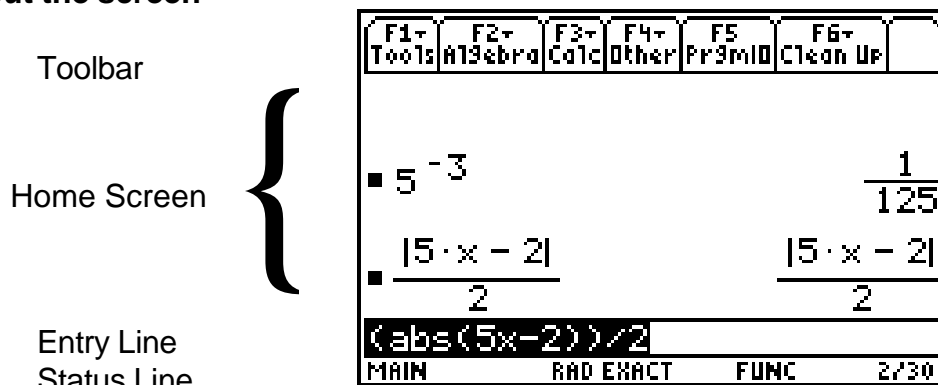 out the screen
F1 F2 F3 F4 F5 F6
Tools Algebra Calc Other PrgmIO Clean Up
Toolbar
5 -3
1
125
Home Screen
|5·x − 2|
2
|5·x − 2|
2
Entry Line
(abs(5x-2))/2
Status Line
MAIN RAD EXACT FUNC 2/30